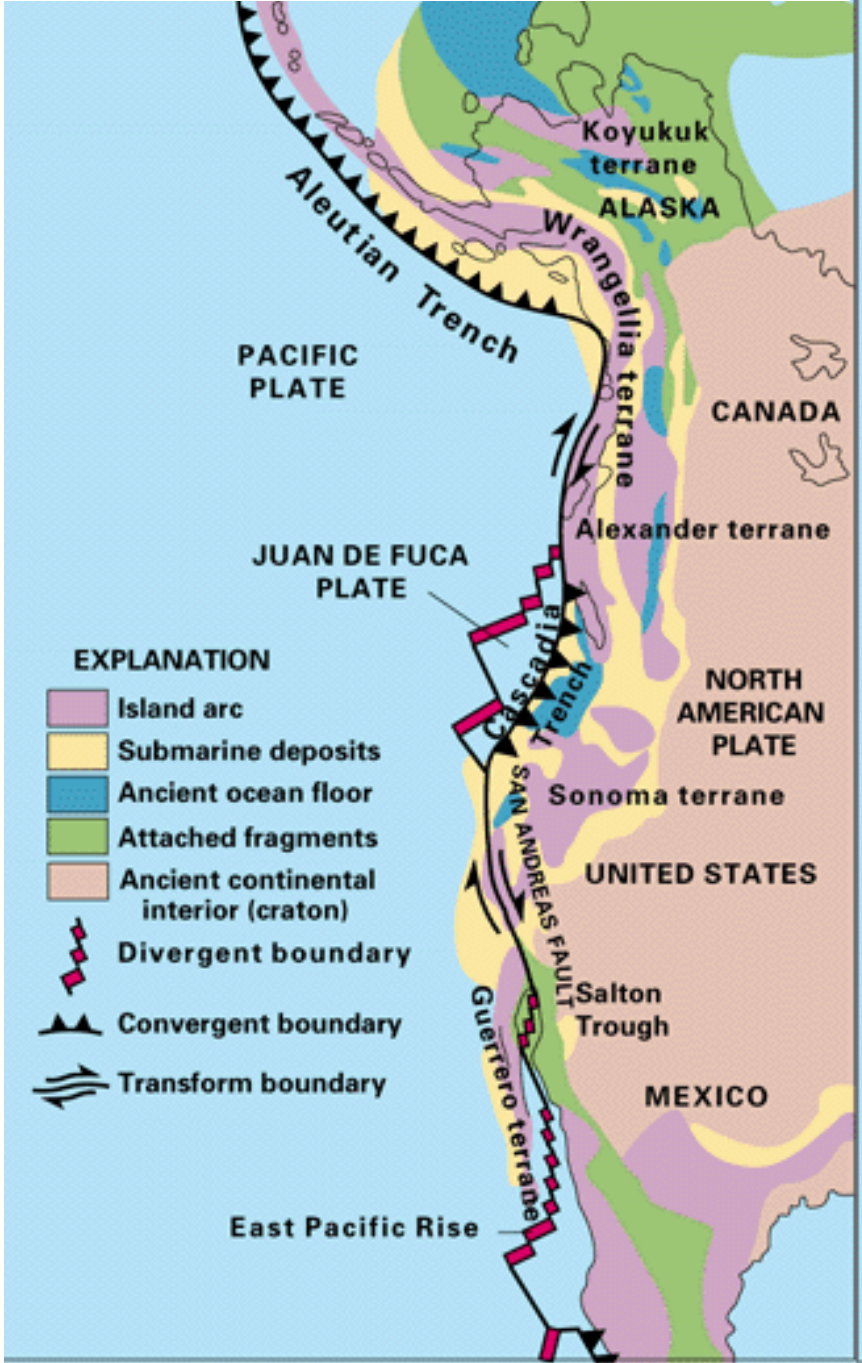 Koyukuk
terrane
ALASKA
Wrangellia terrane
Aleutian Trench
PACIFIC
PLATE
CANADA
Alexander terrane
JUAN DE FUCA
PLATE
Cascadia
Trench
EXPLANATION
Island arc
Submarine deposits
Ancient ocean floor
Attached fragments
Ancient continental
interior (craton)
Divergent boundary
Convergent boundary
Transform boundary
NORTH
AMERICAN
PLATE
Sonoma terrane
SAN ANDREAS FAULT
UNITED STATES
Salton
Trough
Guerrero terrane
MEXICO
East Pacific Rise